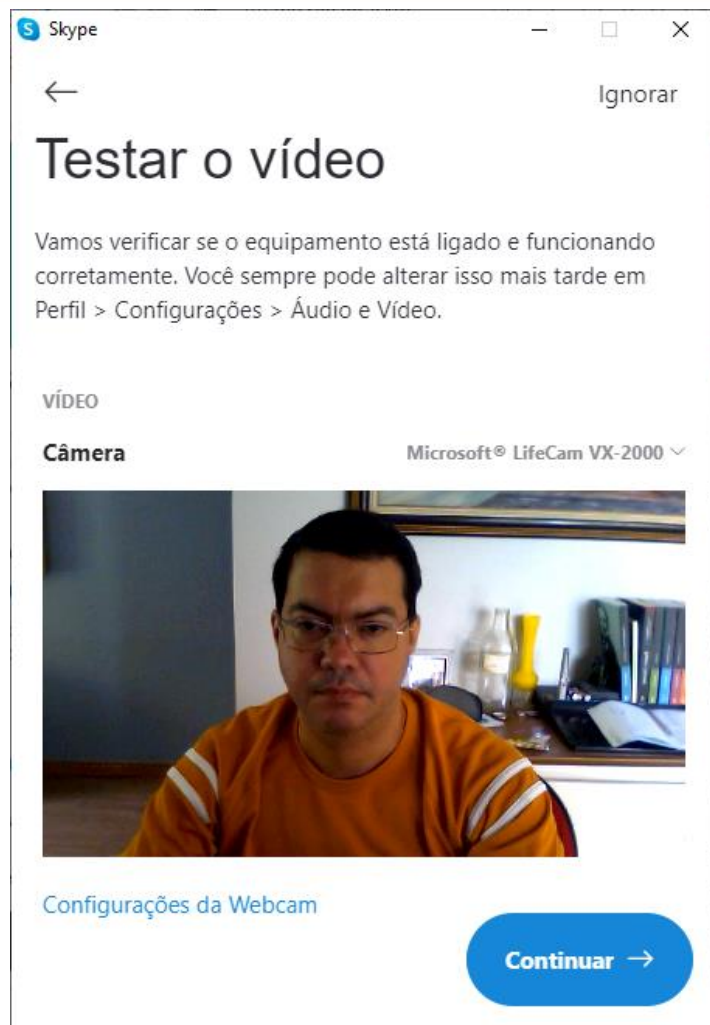 Skype
Ignorar
Testar o vídeo
Vamos verificar se o equipamento está ligado e funcionando
corretamente. Você sempre pode alterar isso mais tarde em
Perfil > Configurações > Áudio e Vídeo.
VÍDEO
Câmera
Microsoft® LifeCam VX-2000
Configurações da Webcam
Continuar